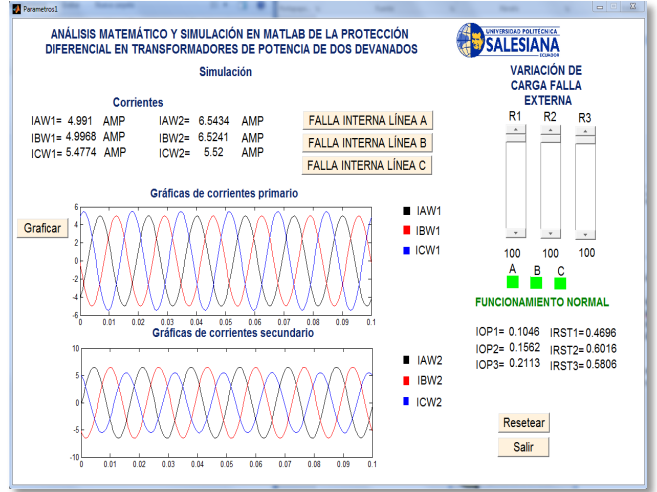 Parametros1
ANÁLISIS MATEMÁTICO Y SIMULACIÓN EN MATLAB DE LA PROTECCIÓN
DIFERENCIAL EN TRANSFORMADORES DE POTENCIA DE DOS DEVANADOS
UNIVERSIDAD POLITÉCNICA
SALESIANA
ECUADOR
Simulación
Corrientes
IAW1= 4.991 AMP IAW2= 6.5434 AMP
IBW1= 4.9968 AMP IBW2= 6.5241 AMP
ICW1= 5.4774 AMP ICW2= 5.52 AMP
FALLA INTERNA LÍNEA A
FALLA INTERNA LÍNEA B
FALLA INTERNA LÍNEA C
VARIACIÓN DE
CARGA FALLA
EXTERNA
R1 R2 R3
100 100 100
A B C
FUNCIONAMIENTO NORMAL
IOP1= 0.1046 IRST1= 0.4696
IOP2= 0.1562 IRST2= 0.6016
IOP3= 0.2113 IRST3= 0.5806
Resetear
Salir
Graficar
Gráficas de corrientes primario
6
4
2
0
-2
-4
-6
0 0.01 0.02 0.03 0.04 0.05 0.06 0.07 0.08 0.09 0.1
IAW1
IBW1
ICW1
Gráficas de corrientes secundario
10
5
0
-5
-10
0 0.01 0.02 0.03 0.04 0.05 0.06 0.07 0.08 0.09 0.1
IAW2
IBW2
ICW2